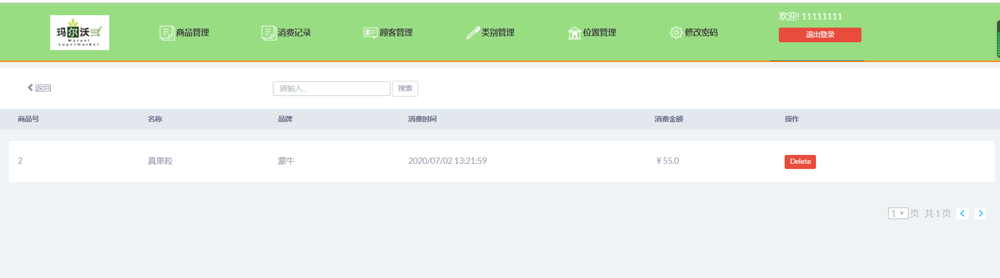 玛尔沃
Marwol
supermarket
商品管理
消费记录
顾客管理
类别管理
位置管理
修改密码
欢迎! 11111111
退出登录
返回
请输入...
搜索
商品号 名称 品牌 消费时间 消费金额 操作
2 真果粒 蒙牛 2020/07/02 13:21:59 ￥55.0 Delete
1 页 共1页